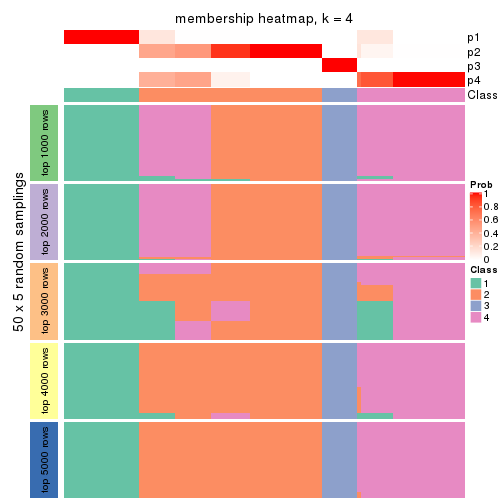 membership heatmap, k = 4
p1
p2
p3
p4
Class
50 x 5 random samplings
top 1000 rows
top 2000 rows
top 3000 rows
top 4000 rows
top 5000 rows
Prob
1
0.8
0.6
0.4
0.2
0
Class
1
2
3
4